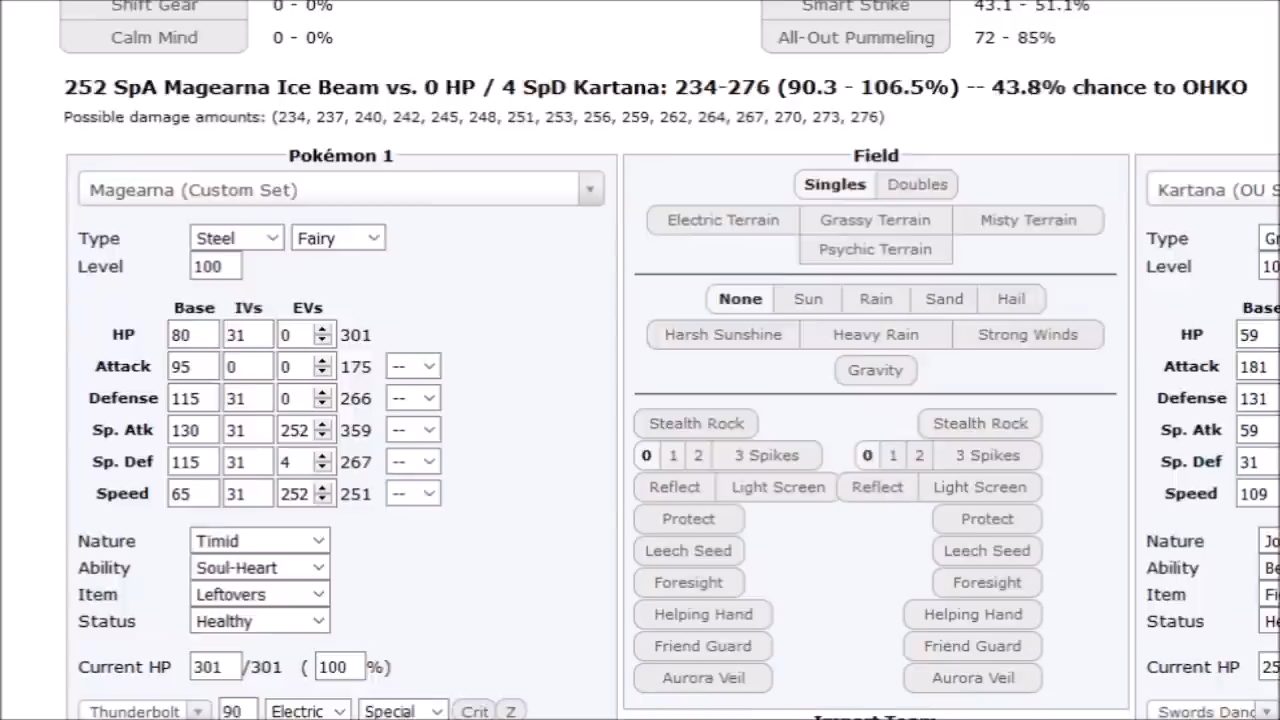 Shift Gear 0 - 0% Smart Strike 43.1 - 51.1%
Calm Mind 0 - 0% All-Out Pummeling 72 - 85%
252 SpA Magearna Ice Beam vs. 0 HP / 4 SpD Kartana: 234-276 (90.3 - 106.5%) -- 43.8% chance to OHKO
Possible damage amounts: (234, 237, 240, 242, 245, 248, 251, 253, 256, 259, 262, 264, 267, 270, 273, 276)
Pokémon 1
Magearna (Custom Set)
Type Steel Fairy
Level 100
Base IVs EVs
HP 80 31 0 301
Attack 95 0 0 175 --
Defense 115 31 0 266 --
Sp. Atk 130 31 252 359 --
Sp. Def 115 31 4 267 --
Speed 65 31 252 251 --
Nature Timid
Ability Soul-Heart
Item Leftovers
Status Healthy
Current HP 301 /301 ( 100 %)
Thunderbolt 90 Electric Special Crit Z
Field
Singles Doubles
Electric Terrain Grassy Terrain Misty Terrain
Psychic Terrain
None Sun Rain Sand Hail
Harsh Sunshine Heavy Rain Strong Winds
Gravity
Stealth Rock Stealth Rock
0 1 2 3 Spikes 0 1 2 3 Spikes
Reflect Light Screen Reflect Light Screen
Protect Protect
Leech Seed Leech Seed
Foresight Foresight
Helping Hand Helping Hand
Friend Guard Friend Guard
Aurora Veil Aurora Veil
Import Team
Kartana (OU S
Type Gr
Level 10
Base
HP 59
Attack 181
Defense 131
Sp. Atk 59
Sp. Def 31
Speed 109
Nature Jo
Ability Be
Item Fi
Status He
Current HP 25
Swords Danc